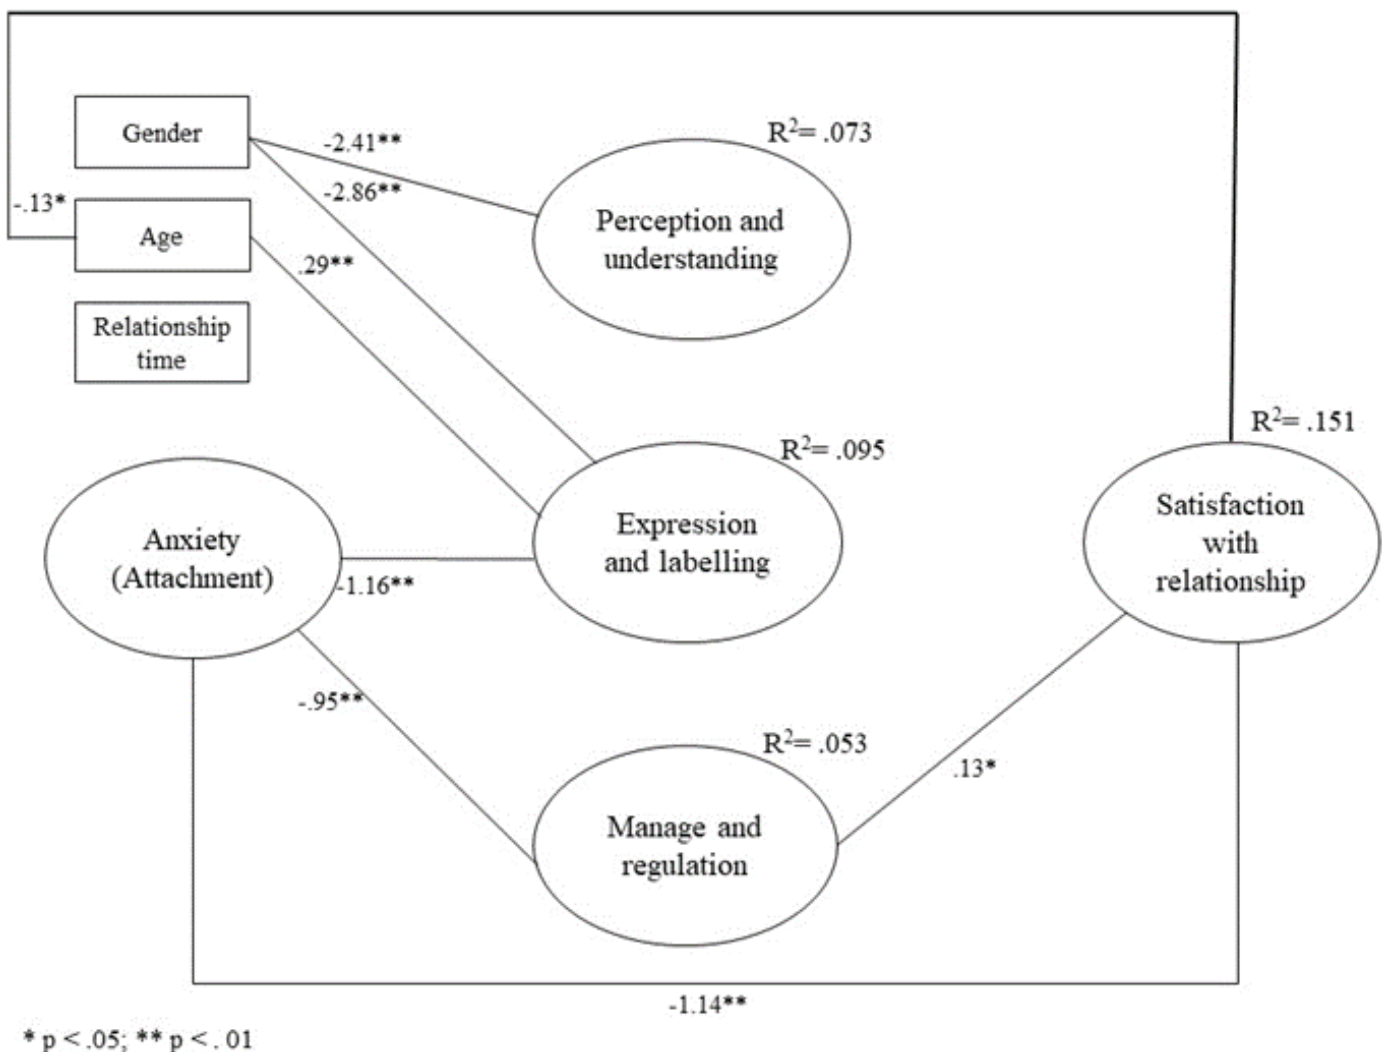 Gender
-2.41**
-2.86**
R²= .073
Perception and
understanding
-.13*
Age
.29**
Relationship
time
R²= .151
R²= .095
Anxiety
(Attachment)
-1.16**
Expression
and labelling
Satisfaction
with
relationship
-.95**
R²= .053
.13*
Manage and
regulation
-1.14**
* p < .05; ** p < . 01